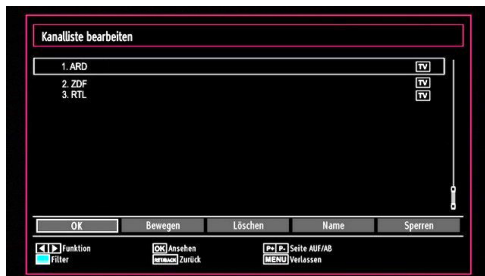 Kanalliste bearbeiten
1. ARD TV
2. ZDF TV
3. RTL TV
OK Bewegen Löschen Name Sperren
Funktion OK Ansehen P+ P- Seite AUF/AB
Filter Zurück MENU Verlassen